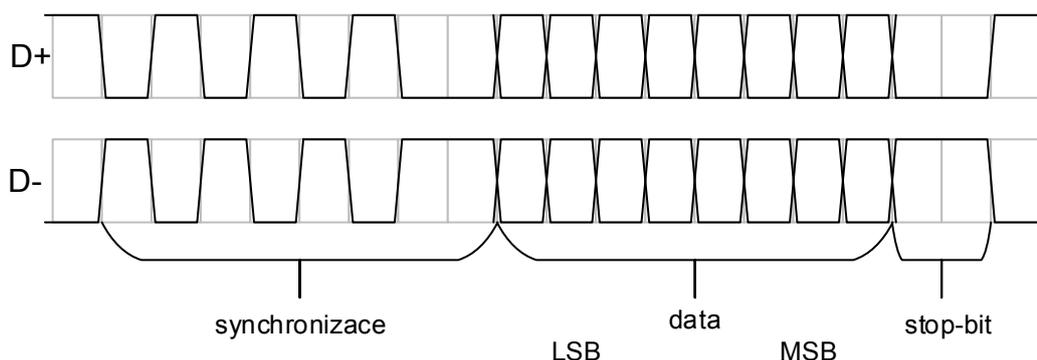 D+
D-
synchronizace data stop-bit
LSB MSB